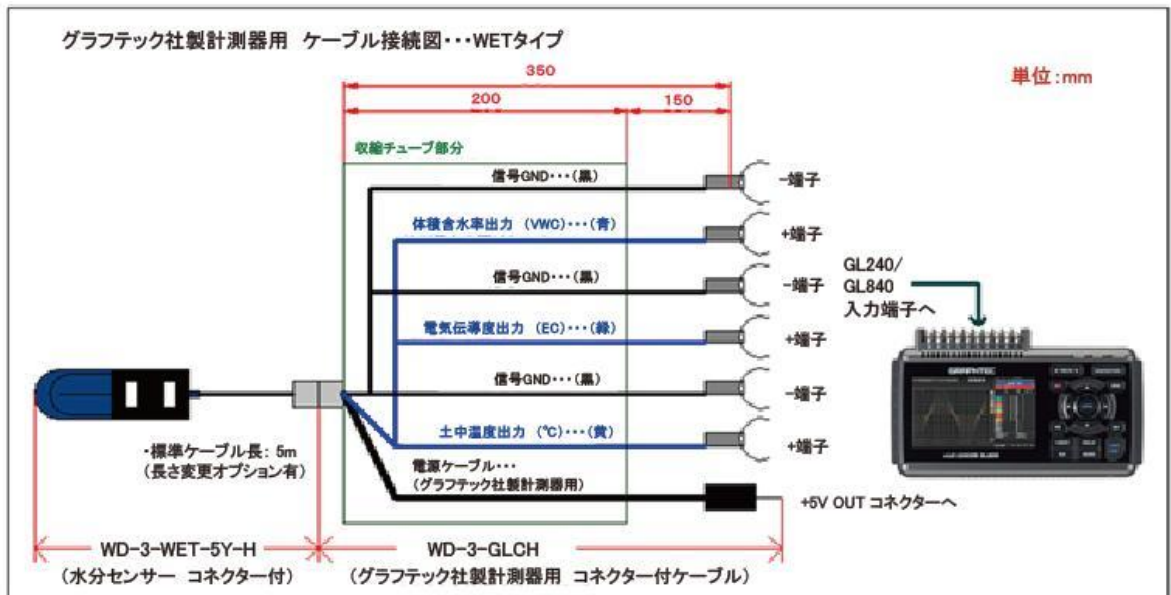 グラフテック社製計測器用 ケーブル接続図･･･WETタイプ
単位:mm
350
200
150
収縮チューブ部分
信号GND･･･(黒)
-端子
体積含水率出力 (VWC)･･･(青)
+端子
信号GND･･･(黒)
-端子
GL240/
GL840
入力端子へ
電気伝導度出力 (EC)･･･(緑)
+端子
信号GND･･･(黒)
-端子
土中温度出力 (℃)･･･(黄)
+端子
GRAPHTEC
･標準ケーブル長: 5m
(長さ変更オプション有)
電源ケーブル･･･
(グラフテック社製計測器用)
+5V OUT コネクターへ
WD-3-WET-5Y-H
(水分センサー コネクター付)
WD-3-GLCH
(グラフテック社製計測器用 コネクター付ケーブル)